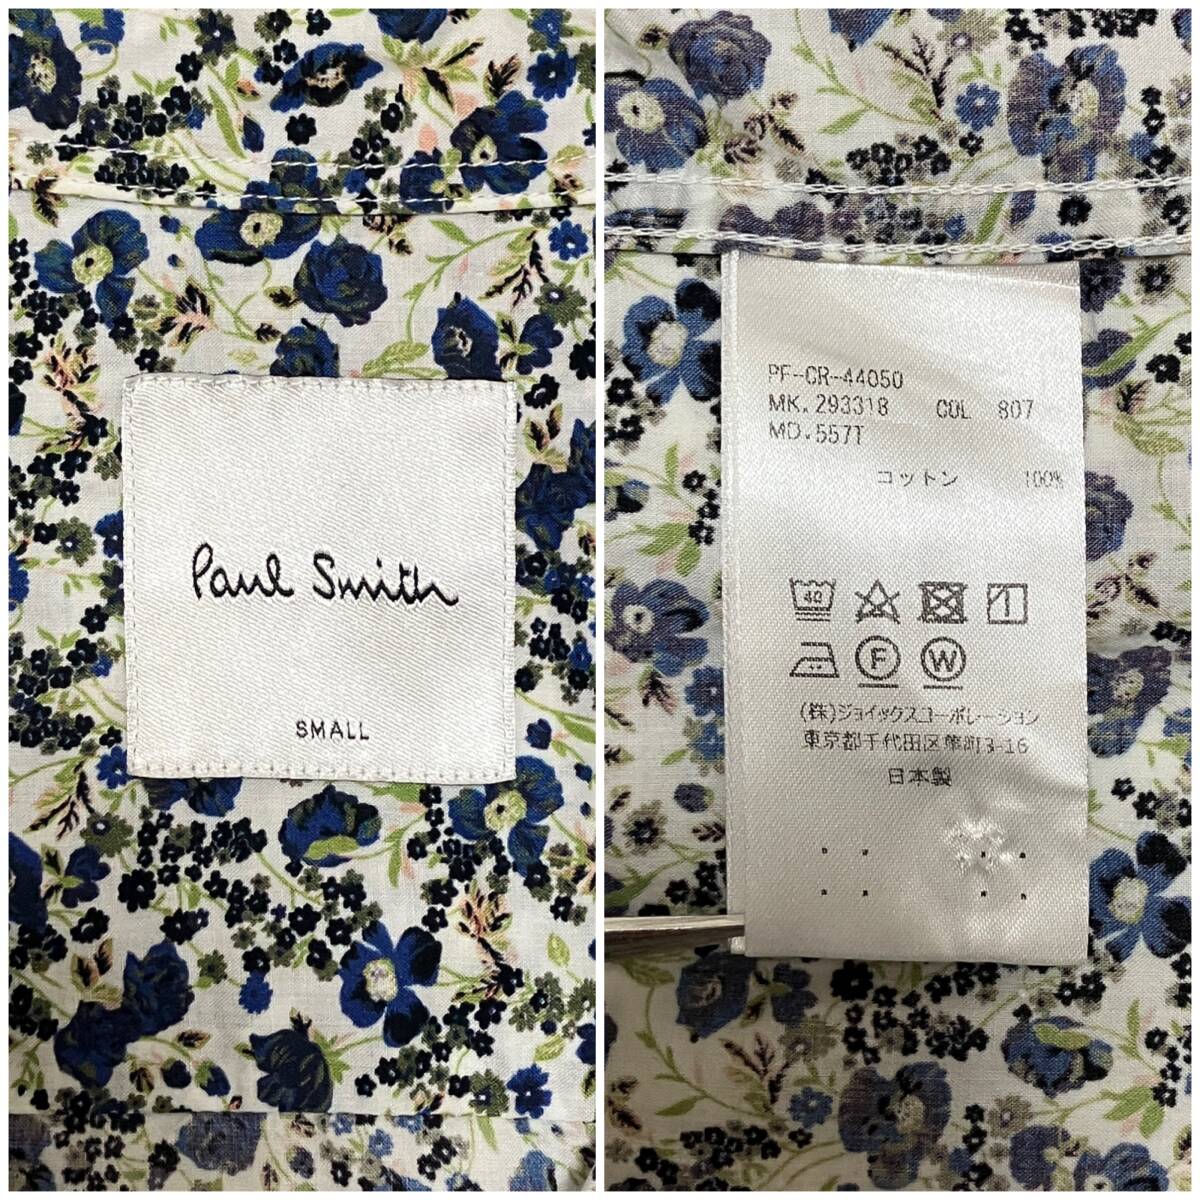 Paul Smith
SMALL
PF-CR-44050
MK.293318 COL 807
MD.557T
コットン 100%
40
F W
(株)ジョイックスコーポレーション
東京都千代田区隼町3-16
日本製